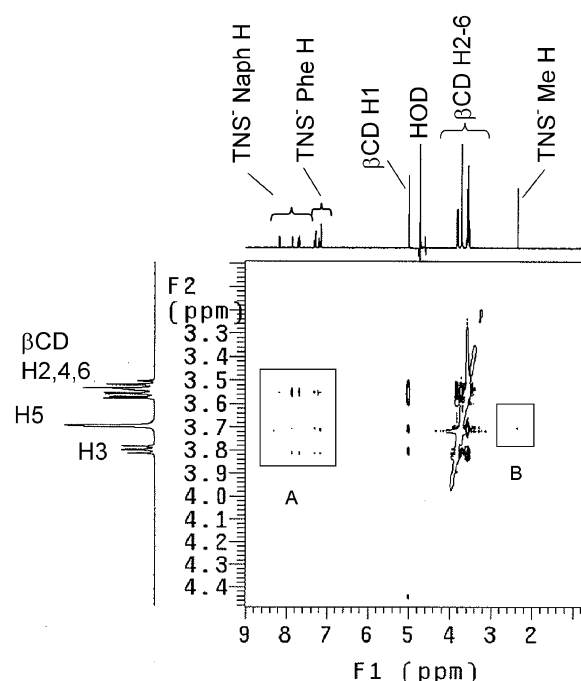 TNS⁻ Naph H
TNS⁻ Phe H
βCD H1
HOD
βCD H2-6
TNS⁻ Me H
F2
(ppm)
βCD
H2,4,6
H5
H3
3.3
3.4
3.5
3.6
3.7
3.8
3.9
4.0
4.1
4.2
4.3
4.4
A
B
9 8 7 6 5 4 3 2
F1 (ppm)